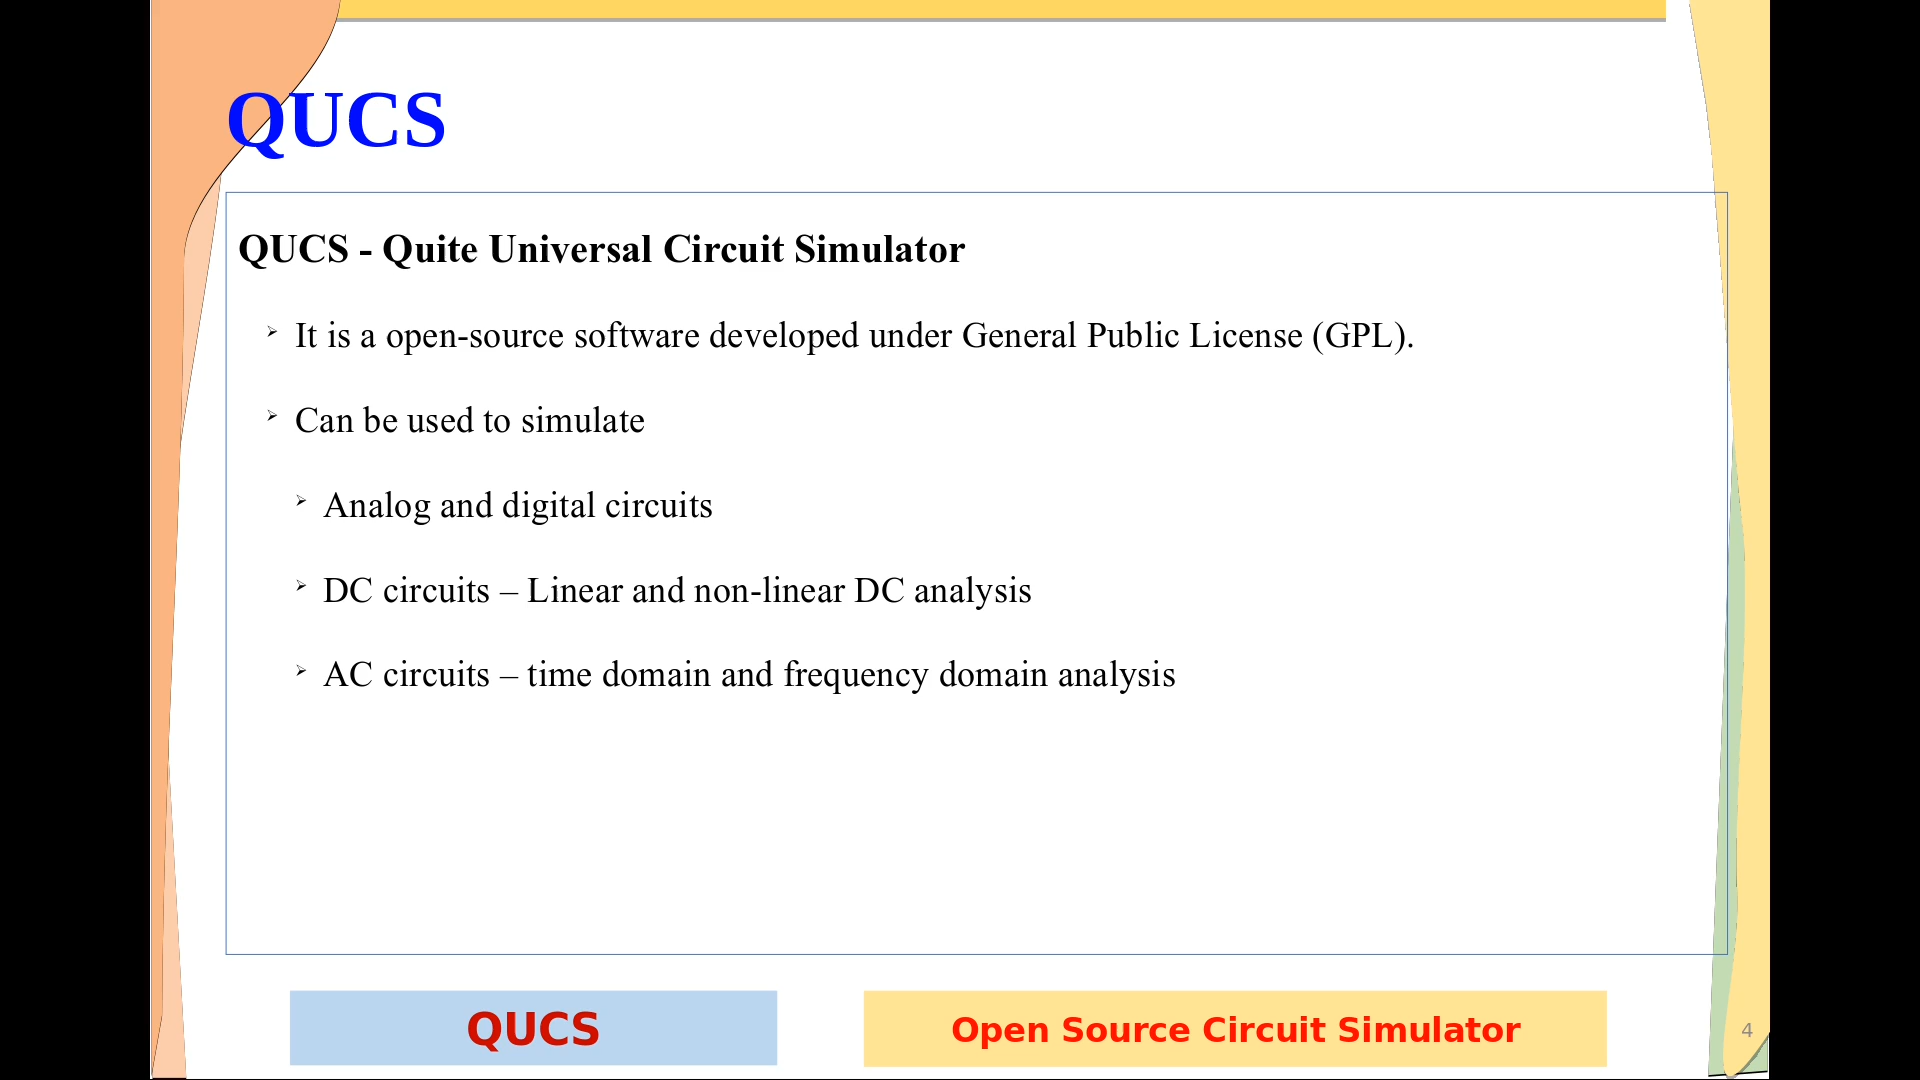 QUCS
QUCS - Quite Universal Circuit Simulator
➢ It is a open-source software developed under General Public License (GPL).
➢ Can be used to simulate
➢ Analog and digital circuits
➢ DC circuits – Linear and non-linear DC analysis
➢ AC circuits – time domain and frequency domain analysis
QUCS
Open Source Circuit Simulator
4